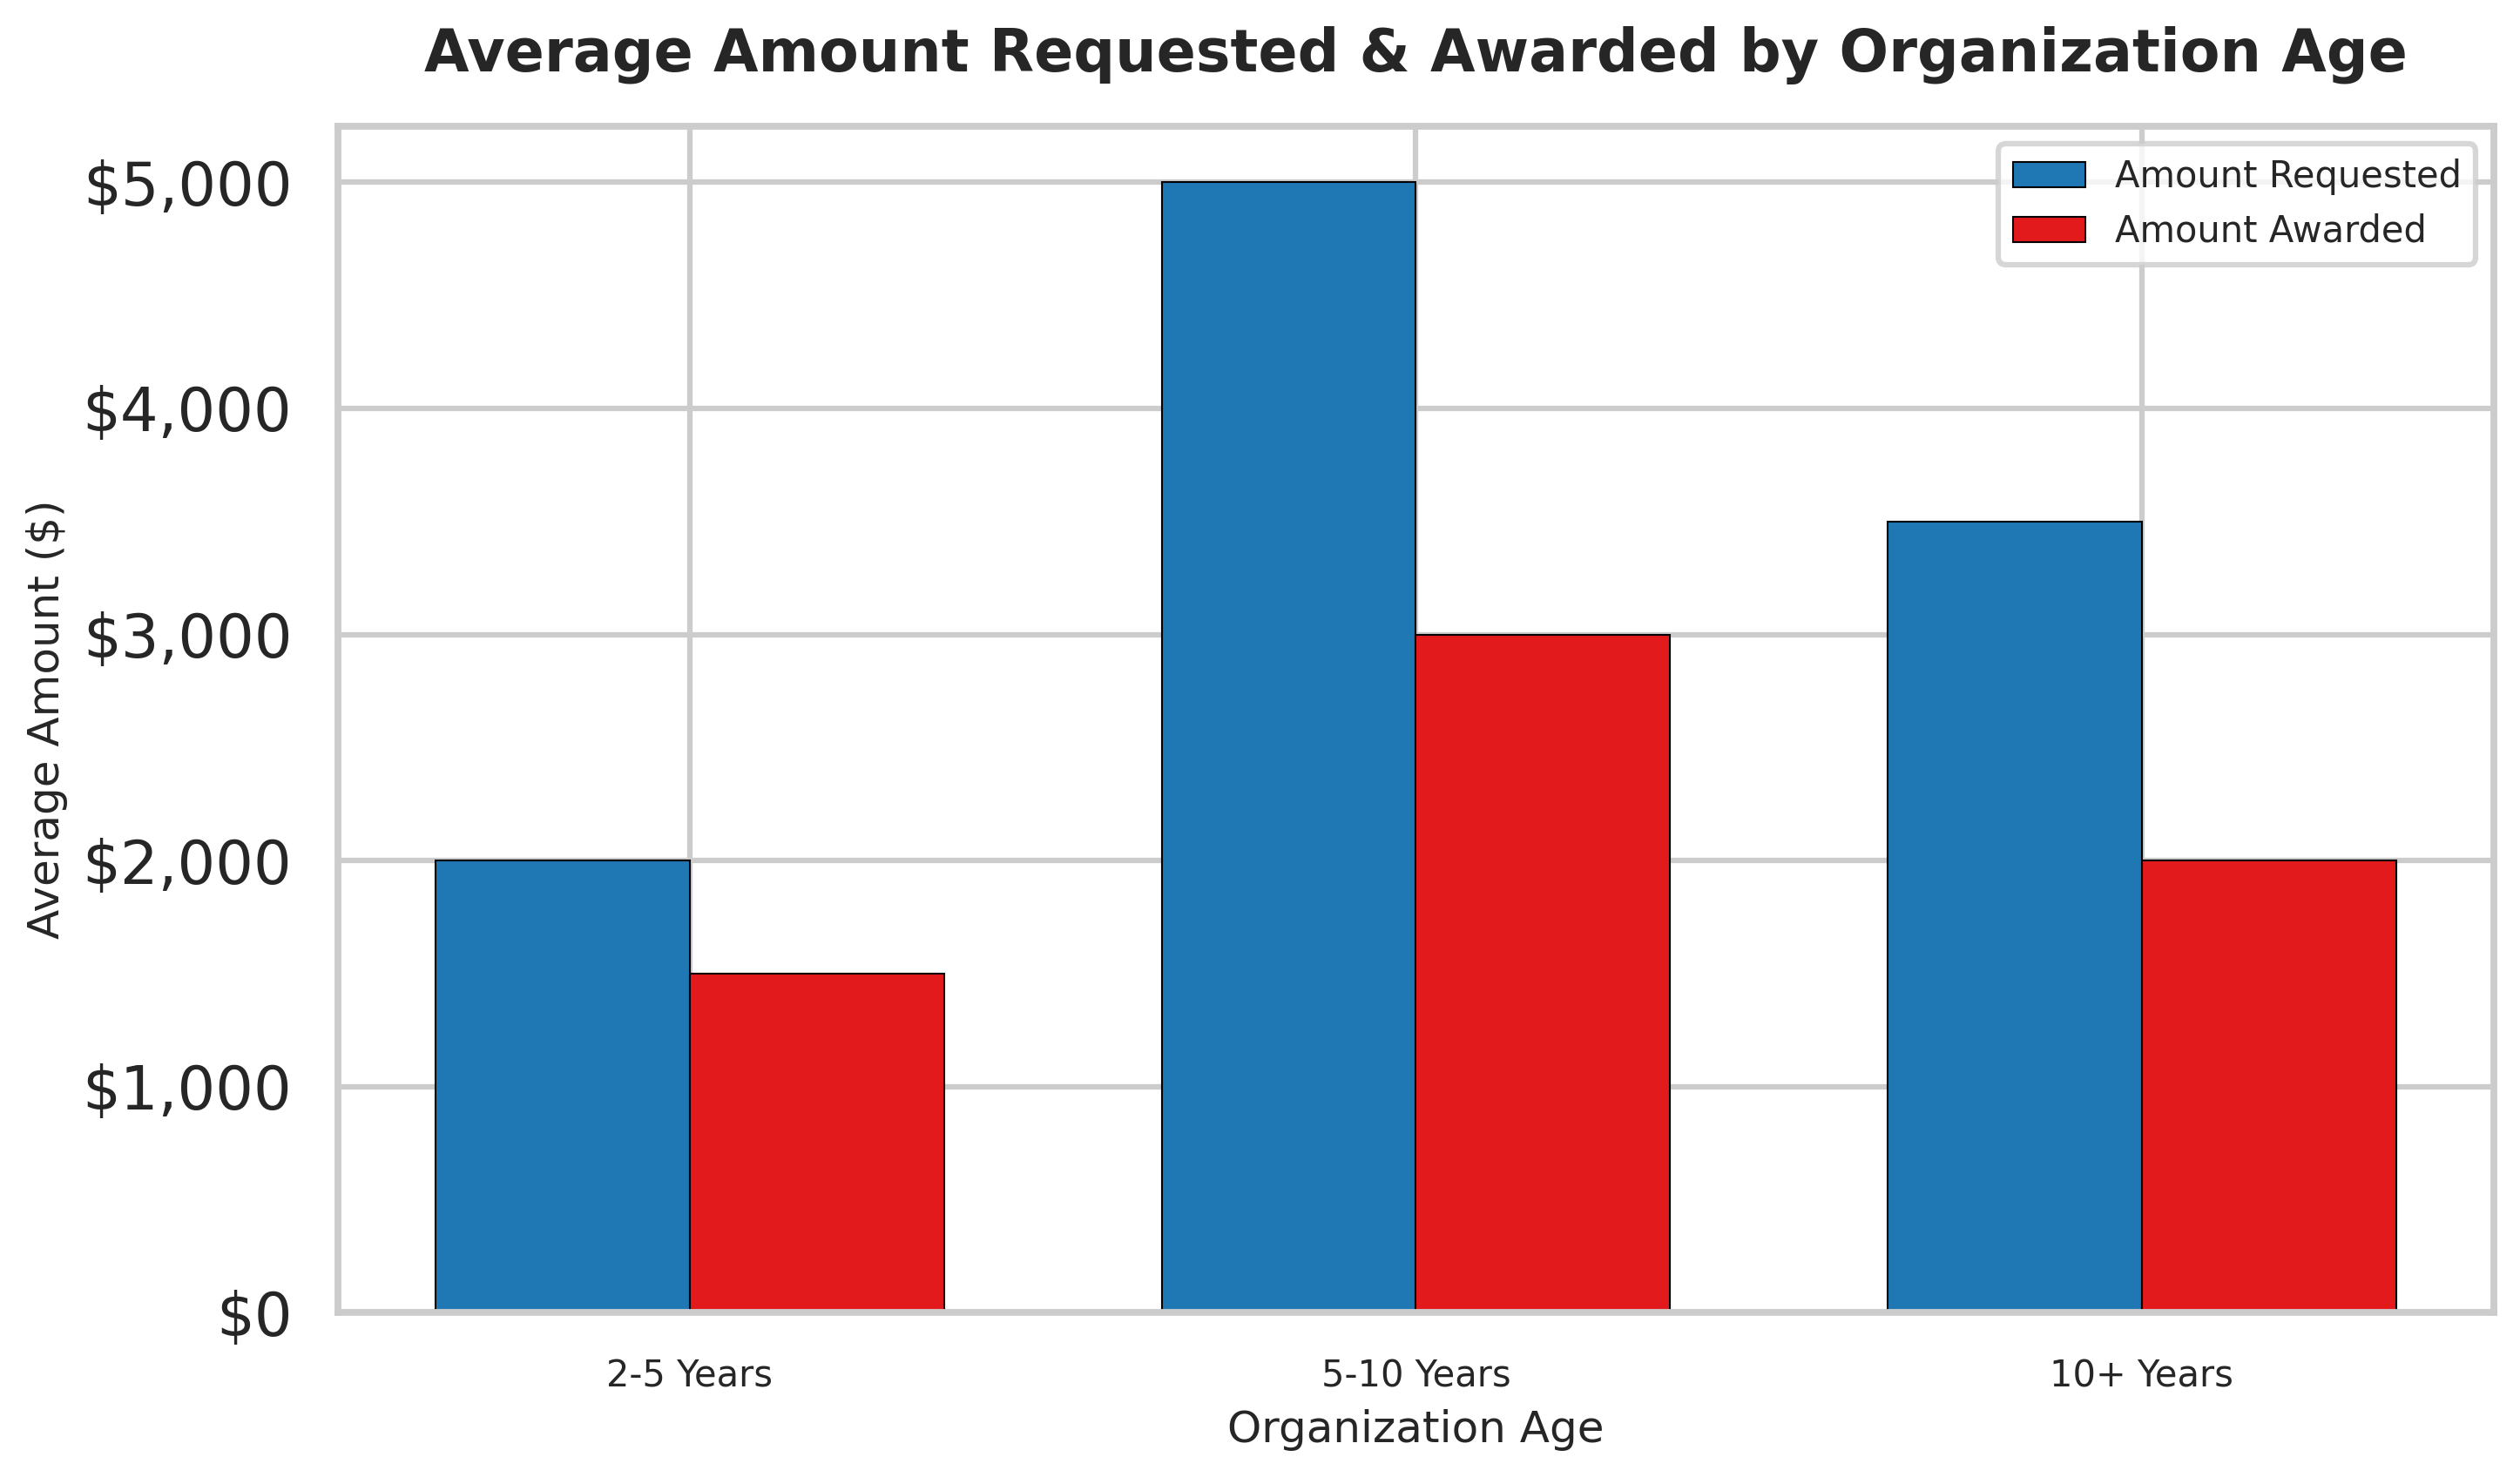 Average Amount Requested & Awarded by Organization Age
Amount Requested
Amount Awarded
$5,000
$4,000
$3,000
$2,000
$1,000
$0
Average Amount ($)
2-5 Years
5-10 Years
10+ Years
Organization Age